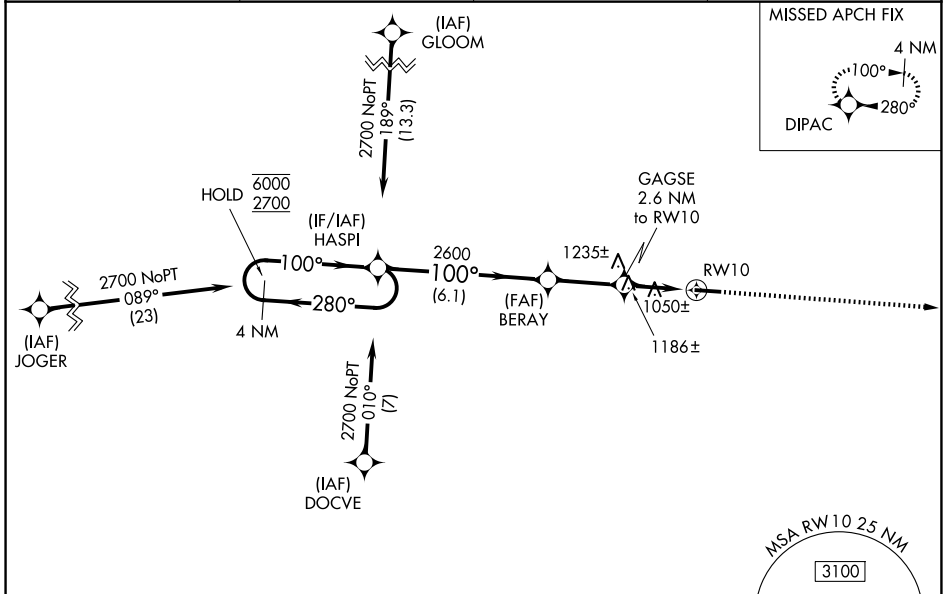 MISSED APCH FIX
4 NM
100°
280°
DIPAC
(IAF)
GLOOM
2700 NoPT
189°
(13.3)
HOLD
6000
2700
(IF/IAF)
HASPI
100°
280°
4 NM
2700 NoPT
089°
(23)
(IAF)
JOGER
2600
100°
(6.1)
(FAF)
BERAY
GAGSE
2.6 NM
to RW10
1235±
RW10
1050±
1186±
2700 NoPT
010°
(7)
(IAF)
DOCVE
MSA RW10 25 NM
3100